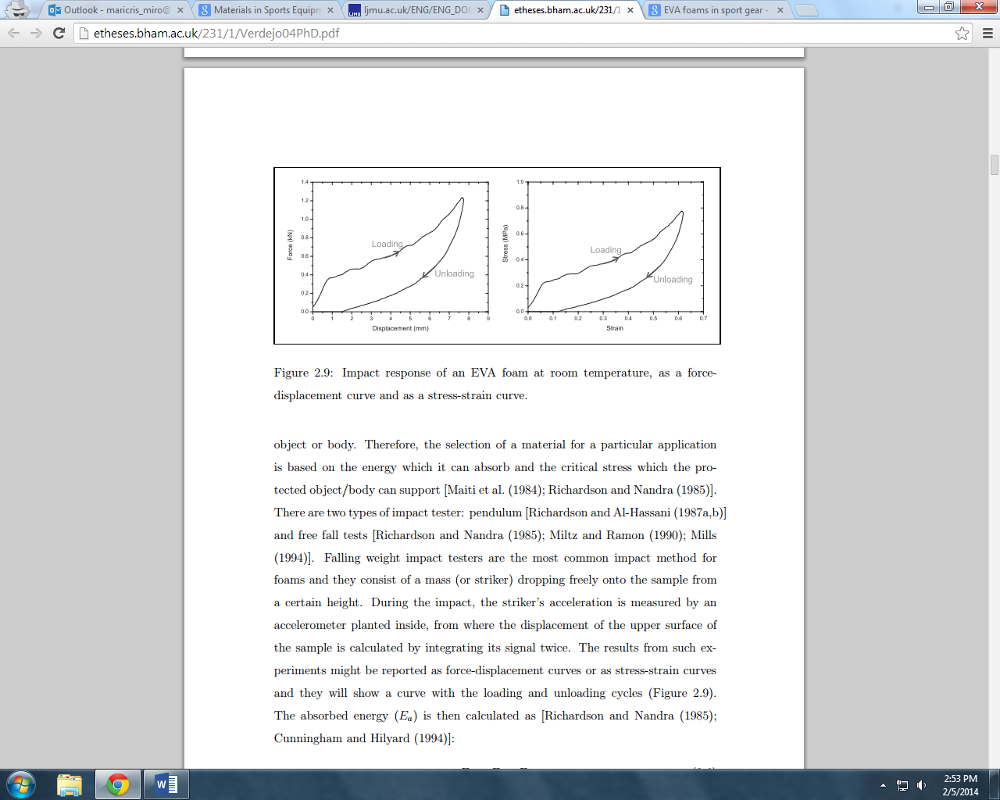 Outlook - maricris_miro@
Materials in Sports Equipn
ljmu.ac.uk/ENG/ENG_DO
etheses.bham.ac.uk/231/1
EVA foams in sport gear -
etheses.bham.ac.uk/231/1/Verdejo04PhD.pdf
1.4
1.2
1.0
0.8
0.6
0.4
0.2
0.0
Force (kN)
Loading
Unloading
0 1 2 3 4 5 6 7 8 9
Displacement (mm)
1.0
0.8
0.6
0.4
0.2
0.0
Stress (MPa)
Loading
Unloading
0.0 0.1 0.2 0.3 0.4 0.5 0.6 0.7
Strain
Figure 2.9: Impact response of an EVA foam at room temperature, as a force-
displacement curve and as a stress-strain curve.
object or body. Therefore, the selection of a material for a particular application
is based on the energy which it can absorb and the critical stress which the pro-
tected object/body can support [Maiti et al. (1984); Richardson and Nandra (1985)].
There are two types of impact tester: pendulum [Richardson and Al-Hassani (1987a,b)]
and free fall tests [Richardson and Nandra (1985); Miltz and Ramon (1990); Mills
(1994)]. Falling weight impact testers are the most common impact method for
foams and they consist of a mass (or striker) dropping freely onto the sample from
a certain height. During the impact, the striker's acceleration is measured by an
accelerometer planted inside, from where the displacement of the upper surface of
the sample is calculated by integrating its signal twice. The results from such ex-
periments might be reported as force-displacement curves or as stress-strain curves
and they will show a curve with the loading and unloading cycles (Figure 2.9).
The absorbed energy (Eₐ) is then calculated as [Richardson and Nandra (1985);
Cunningham and Hilyard (1994)]:
2:53 PM
2/5/2014